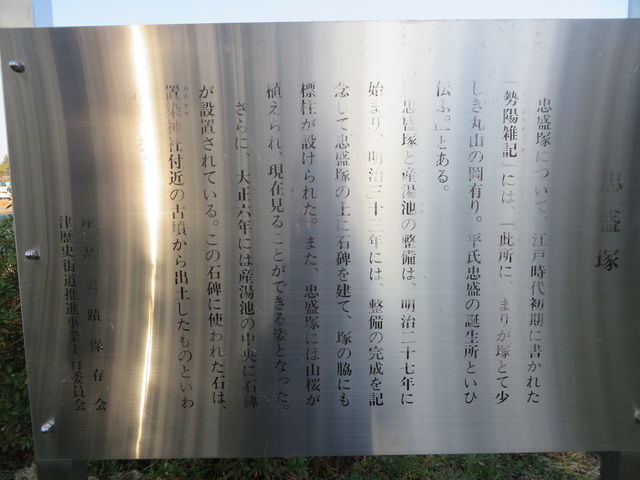 忠盛塚
忠盛塚について、江戸時代初期に書かれた
『勢陽雑記』には、「此所に、まりが塚とて少
しき丸山の岡有り。平氏忠盛の誕生所といひ
伝ふ。」とある。
忠盛塚と産湯池の整備は、明治二十七年に
始まり、明治三十二年には、整備の完成を記
念して忠盛塚の上に石碑を建て、塚の脇にも
標柱が設けられた。また、忠盛塚には山桜が
植えられ、現在見ることができる姿となった。
さらに、大正六年には産湯池の中央に石碑
が設置されている。この石碑に使われた石は、
置染神社付近の古墳から出土したものといわ
史蹟保存会
津歴史街道推進事業実行委員会